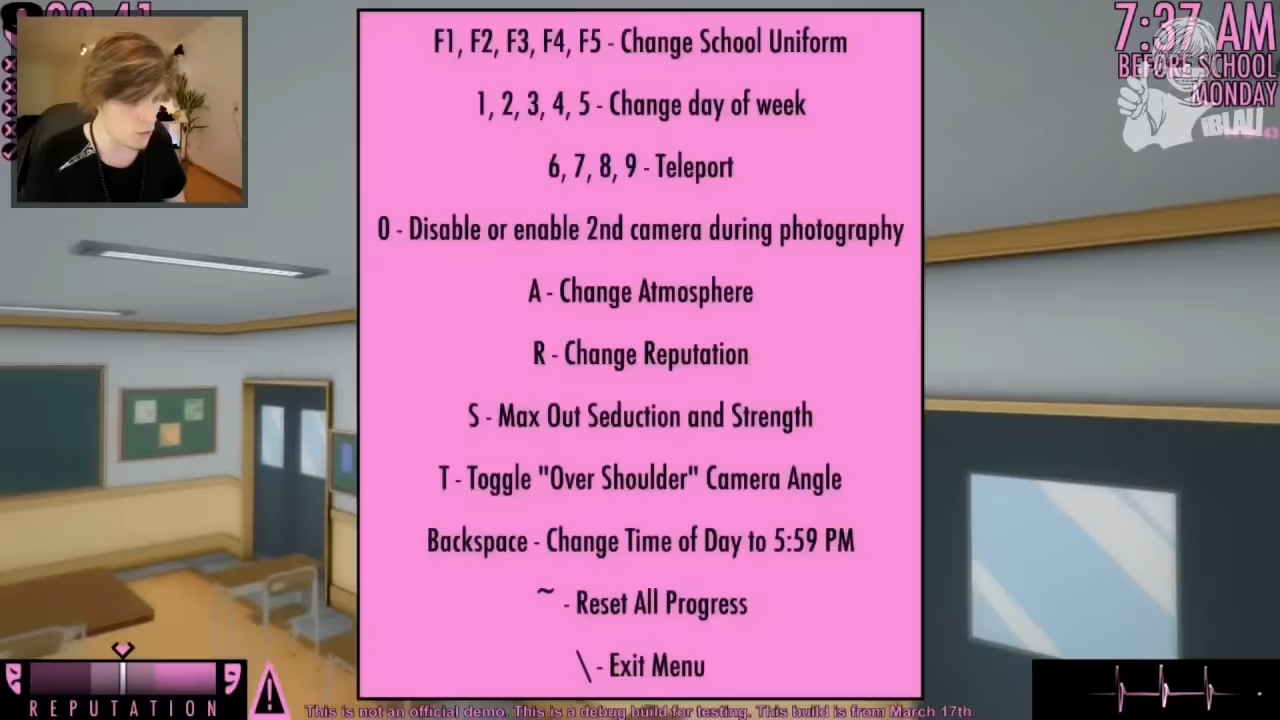 7:37 AM
BEFORE SCHOOL
MONDAY
iBLALI
F1, F2, F3, F4, F5 - Change School Uniform
1, 2, 3, 4, 5 - Change day of week
6, 7, 8, 9 - Teleport
0 - Disable or enable 2nd camera during photography
A - Change Atmosphere
R - Change Reputation
S - Max Out Seduction and Strength
T - Toggle "Over Shoulder" Camera Angle
Backspace - Change Time of Day to 5:59 PM
~ - Reset All Progress
\ - Exit Menu
REPUTATION
This is not an official demo. This is a debug build for testing. This build is from March 17th.